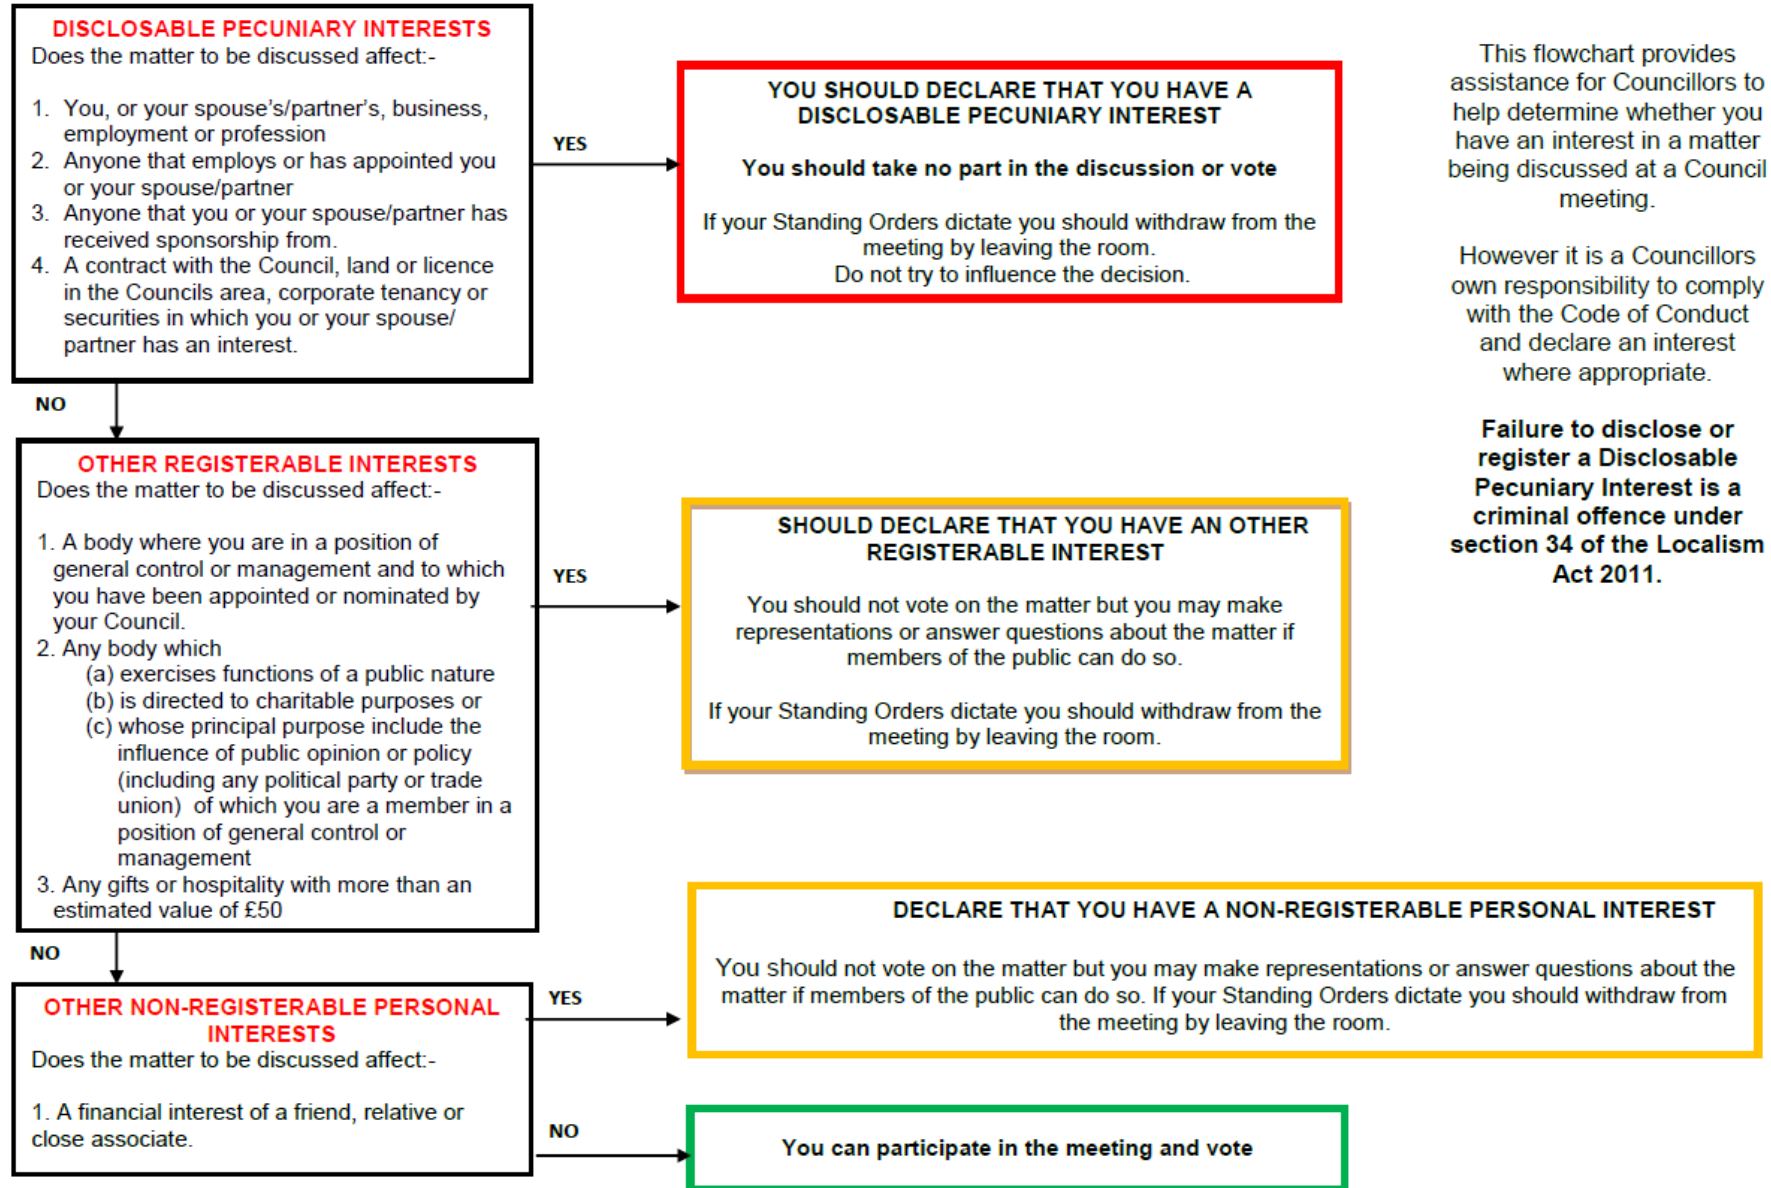 DISCLOSABLE PECUNIARY INTERESTS
Does the matter to be discussed affect:-
1. You, or your spouse's/partner's, business,
employment or profession
2. Anyone that employs or has appointed you
or your spouse/partner
3. Anyone that you or your spouse/partner has
received sponsorship from.
4. A contract with the Council, land or licence
in the Councils area, corporate tenancy or
securities in which you or your spouse/
partner has an interest.
YES
YOU SHOULD DECLARE THAT YOU HAVE A
DISCLOSABLE PECUNIARY INTEREST
You should take no part in the discussion or vote
If your Standing Orders dictate you should withdraw from the
meeting by leaving the room.
Do not try to influence the decision.
This flowchart provides
assistance for Councillors to
help determine whether you
have an interest in a matter
being discussed at a Council
meeting.
However it is a Councillors
own responsibility to comply
with the Code of Conduct
and declare an interest
where appropriate.
Failure to disclose or
register a Disclosable
Pecuniary Interest is a
criminal offence under
section 34 of the Localism
Act 2011.
NO
OTHER REGISTERABLE INTERESTS
Does the matter to be discussed affect:-
1. A body where you are in a position of
general control or management and to which
you have been appointed or nominated by
your Council.
2. Any body which
(a) exercises functions of a public nature
(b) is directed to charitable purposes or
(c) whose principal purpose include the
influence of public opinion or policy
(including any political party or trade
union) of which you are a member in a
position of general control or
management
3. Any gifts or hospitality with more than an
estimated value of £50
YES
SHOULD DECLARE THAT YOU HAVE AN OTHER
REGISTERABLE INTEREST
You should not vote on the matter but you may make
representations or answer questions about the matter if
members of the public can do so.
If your Standing Orders dictate you should withdraw from the
meeting by leaving the room.
NO
OTHER NON-REGISTERABLE PERSONAL
INTERESTS
Does the matter to be discussed affect:-
1. A financial interest of a friend, relative or
close associate.
YES
DECLARE THAT YOU HAVE A NON-REGISTERABLE PERSONAL INTEREST
You should not vote on the matter but you may make representations or answer questions about the
matter if members of the public can do so. If your Standing Orders dictate you should withdraw from
the meeting by leaving the room.
NO
You can participate in the meeting and vote